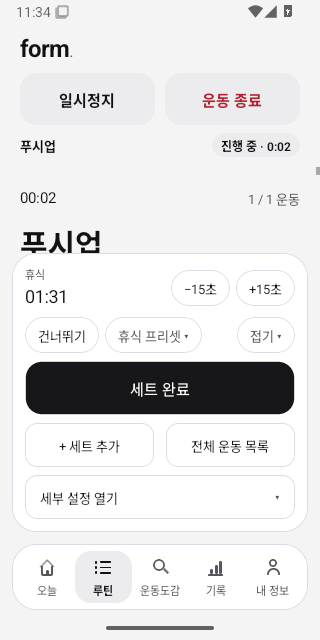 11:34
form.
일시정지
운동 종료
푸시업
진행 중 · 0:02
00:02
1 / 1 운동
푸시업
휴식
01:31
−15초
+15초
건너뛰기
휴식 프리셋 ▾
접기 ▾
세트 완료
+ 세트 추가
전체 운동 목록
세부 설정 열기 ▾
오늘
루틴
운동도감
기록
내 정보